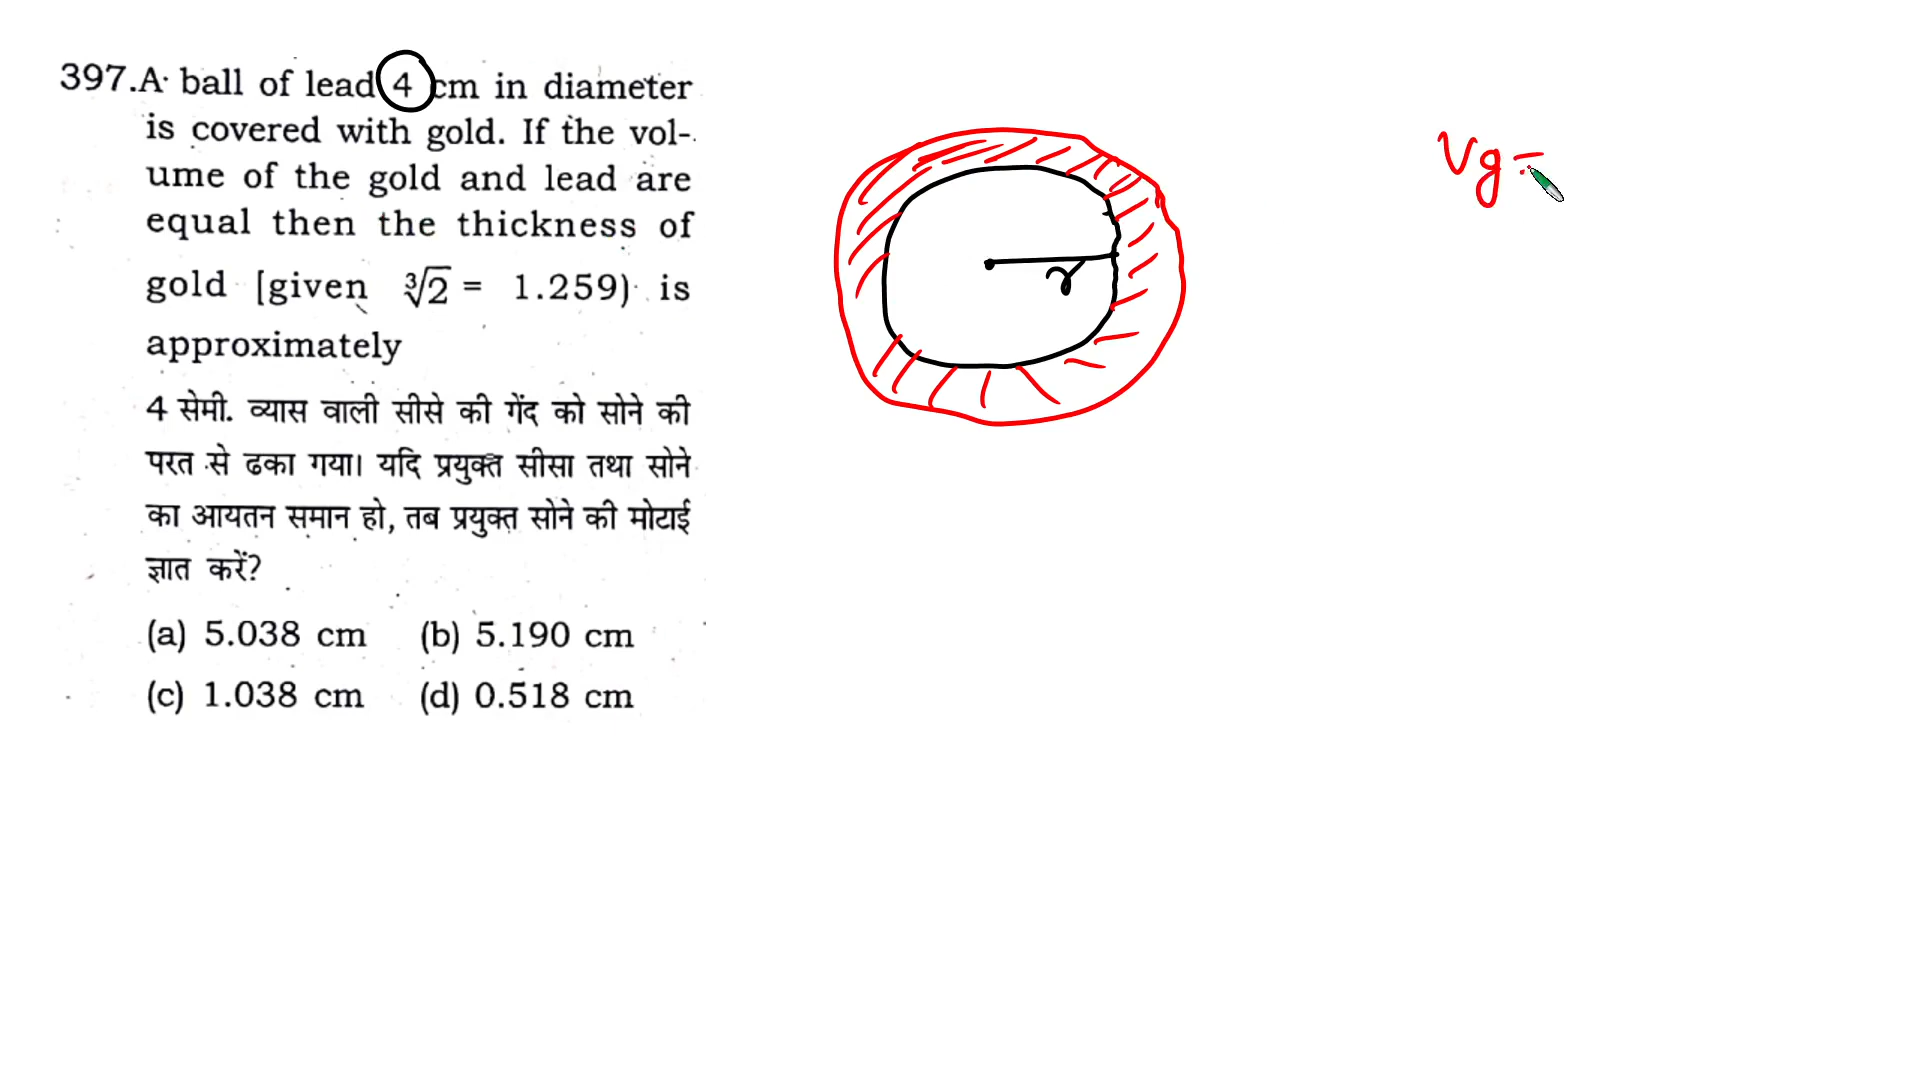 397.A ball of lead 4 cm in diameter
is covered with gold. If the vol-
ume of the gold and lead are
equal then the thickness of
gold [given ∛2 = 1.259) is
approximately
4 सेमी. व्यास वाली सीसे की गेंद को सोने की
परत से ढका गया। यदि प्रयुक्त सीसा तथा सोने
का आयतन समान हो, तब प्रयुक्त सोने की मोटाई
ज्ञात करें?
(a) 5.038 cm (b) 5.190 cm
(c) 1.038 cm (d) 0.518 cm
r
Vg=